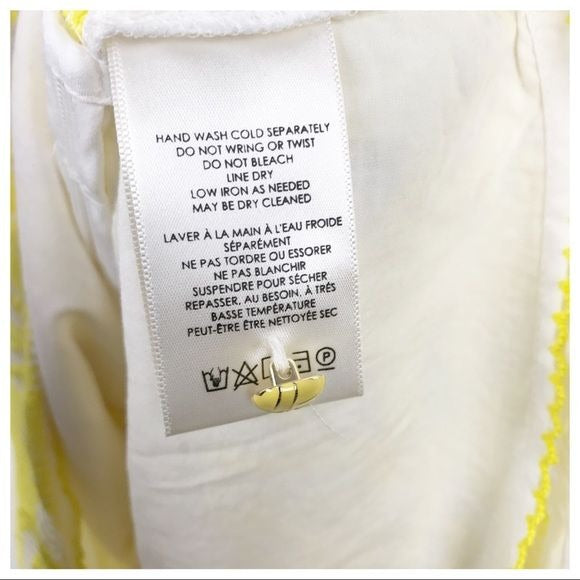 HAND WASH COLD SEPARATELY
DO NOT WRING OR TWIST
DO NOT BLEACH
LINE DRY
LOW IRON AS NEEDED
MAY BE DRY CLEANED
LAVER À LA MAIN À L'EAU FROIDE
SÉPARÉMENT
NE PAS TORDRE OU ESSORER
NE PAS BLANCHIR
SUSPENDRE POUR SÉCHER
REPASSER, AU BESOIN, À TRÉS
BASSE TEMPÉRATURE
PEUT-ÊTRE ÊTRE NETTOYÉE SEC
P